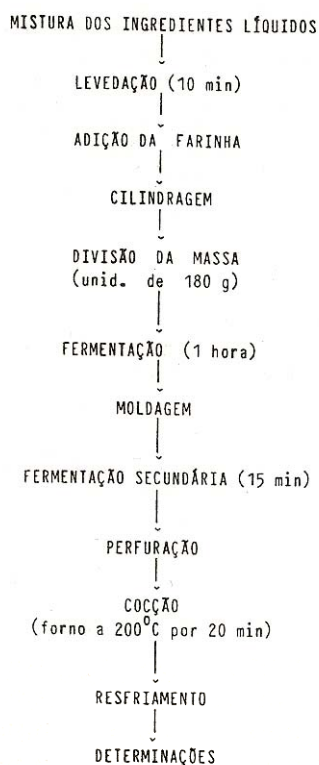 MISTURA DOS INGREDIENTES LÍQUIDOS
LEVEDAÇÃO (10 min)
ADIÇÃO DA FARINHA
CILINDRAGEM
DIVISÃO DA MASSA
(unid. de 180 g)
FERMENTAÇÃO (1 hora)
MOLDAGEM
FERMENTAÇÃO SECUNDÁRIA (15 min)
PERFURAÇÃO
COCÇÃO
(forno a 200°C por 20 min)
RESFRIAMENTO
DETERMINAÇÕES